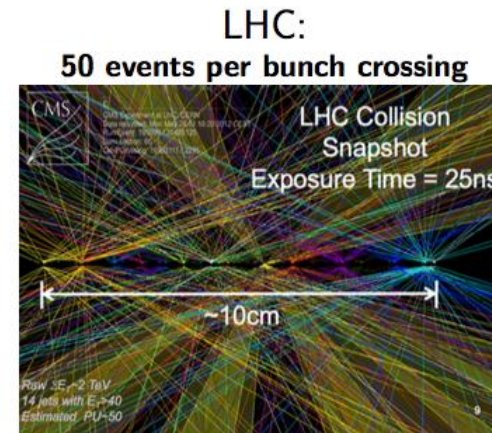 LHC:
50 events per bunch crossing
CMS
LHC Collision
Snapshot
Exposure Time = 25ns
~10cm
Raw ΣET~2 TeV
14 jets with ET>40
Estimated PU~50
9